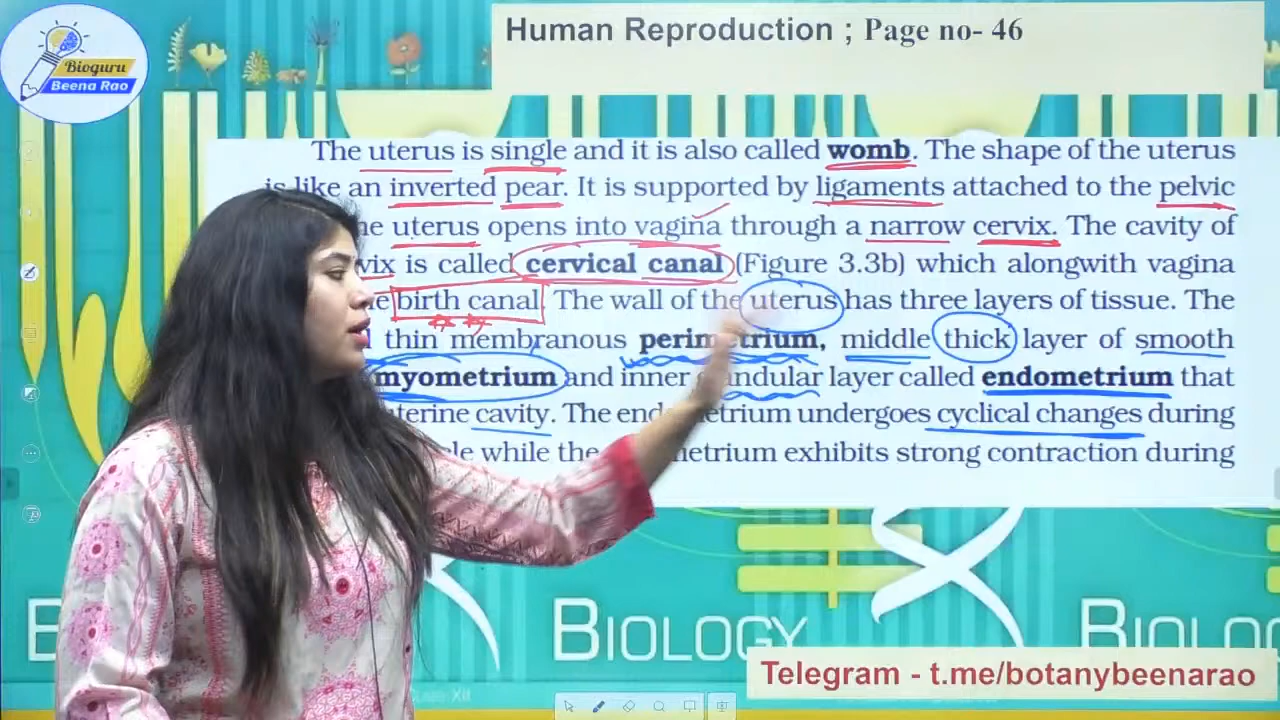 Human Reproduction ; Page no- 46
Bioguru
Beena Rao
The uterus is single and it is also called womb. The shape of the uterus
is like an inverted pear. It is supported by ligaments attached to the pelvic
uterus opens into vagina through a narrow cervix. The cavity of
is called cervical canal (Figure 3.3b) which alongwith vagina
birth canal. The wall of the uterus has three layers of tissue. The
thin membranous perimetrium, middle thick layer of smooth
myometrium and inner glandular layer called endometrium that
uterine cavity. The endometrium undergoes cyclical changes during
while the exhibits strong contraction during
BIOLOGY
Telegram - t.me/botanybeenarao